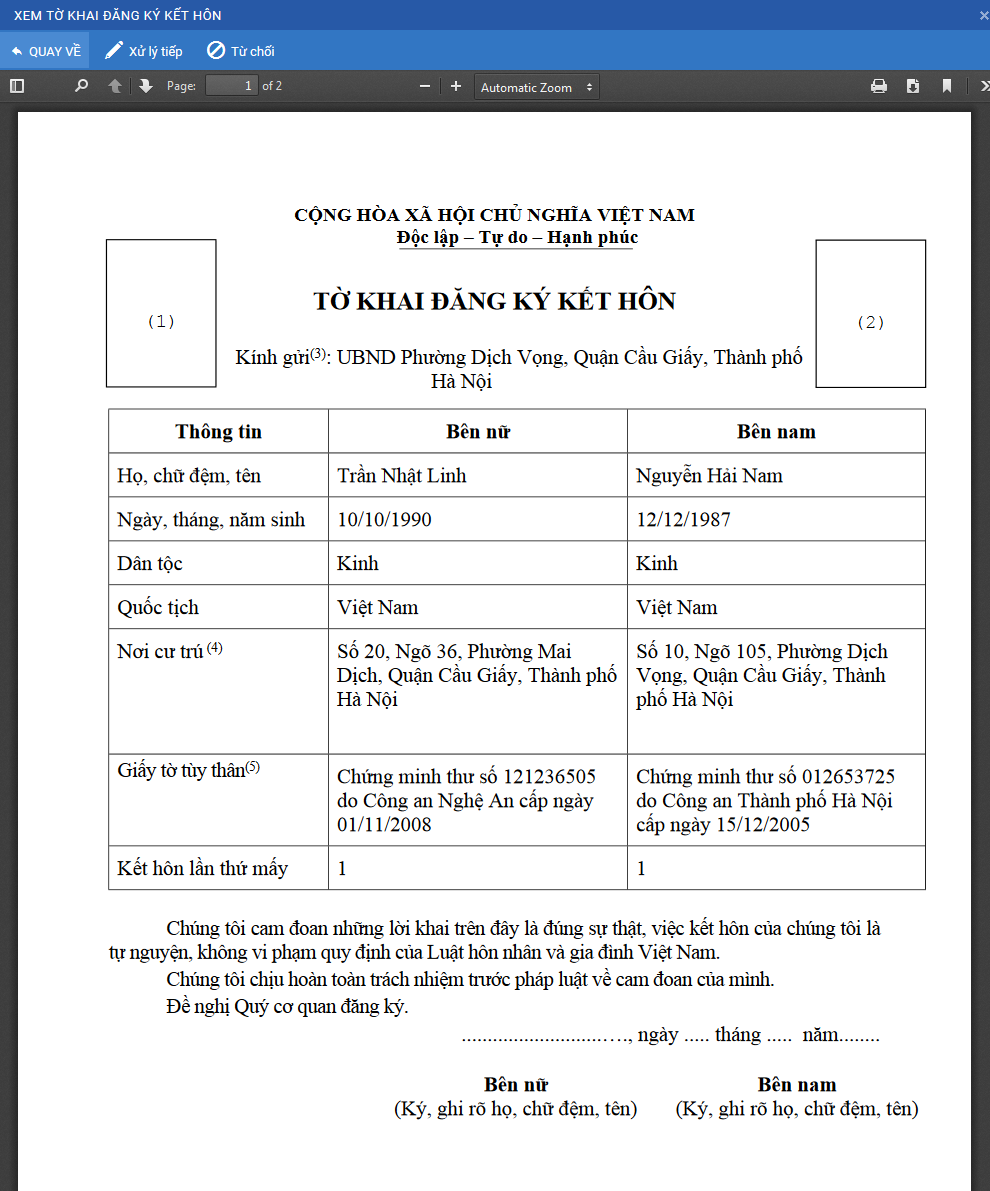 XEM TỜ KHAI ĐĂNG KÝ KẾT HÔN
QUAY VỀ Xử lý tiếp Từ chối
Page: 1 of 2 Automatic Zoom
CỘNG HÒA XÃ HỘI CHỦ NGHĨA VIỆT NAM
Độc lập – Tự do – Hạnh phúc
TỜ KHAI ĐĂNG KÝ KẾT HÔN
(1)
(2)
Kính gửi(3): UBND Phường Dịch Vọng, Quận Cầu Giấy, Thành phố
Hà Nội
Thông tin Bên nữ Bên nam
Họ, chữ đệm, tên Trần Nhật Linh Nguyễn Hải Nam
Ngày, tháng, năm sinh 10/10/1990 12/12/1987
Dân tộc Kinh Kinh
Quốc tịch Việt Nam Việt Nam
Nơi cư trú (4)
Số 20, Ngõ 36, Phường Mai
Dịch, Quận Cầu Giấy, Thành phố
Hà Nội
Số 10, Ngõ 105, Phường Dịch
Vọng, Quận Cầu Giấy, Thành
phố Hà Nội
Giấy tờ tùy thân(5)
Chứng minh thư số 121236505
do Công an Nghệ An cấp ngày
01/11/2008
Chứng minh thư số 012653725
do Công an Thành phố Hà Nội
cấp ngày 15/12/2005
Kết hôn lần thứ mấy 1 1
Chúng tôi cam đoan những lời khai trên đây là đúng sự thật, việc kết hôn của chúng tôi là
tự nguyện, không vi phạm quy định của Luật hôn nhân và gia đình Việt Nam.
Chúng tôi chịu hoàn toàn trách nhiệm trước pháp luật về cam đoan của mình.
Đề nghị Quý cơ quan đăng ký.
...........................…., ngày ..... tháng ..... năm........
Bên nữ Bên nam
(Ký, ghi rõ họ, chữ đệm, tên) (Ký, ghi rõ họ, chữ đệm, tên)